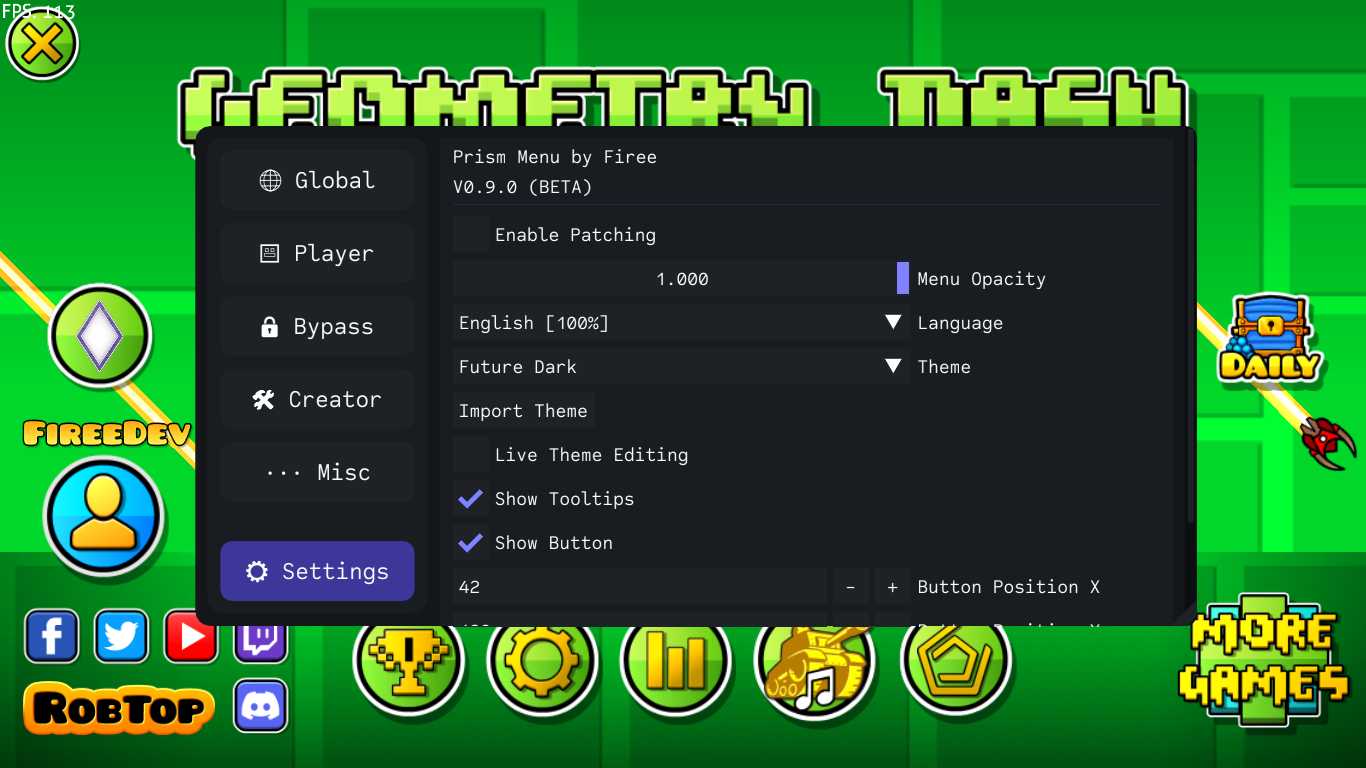 FPS: 113
GEOMETRY DASH
Prism Menu by Firee
V0.9.0 (BETA)
Global
Player
Bypass
Creator
··· Misc
Settings
Enable Patching
1.000 Menu Opacity
English [100%] Language
Future Dark Theme
Import Theme
Live Theme Editing
Show Tooltips
Show Button
42 - + Button Position X
FIREEDEV
DAILY
ROBTOP
MORE
GAMES